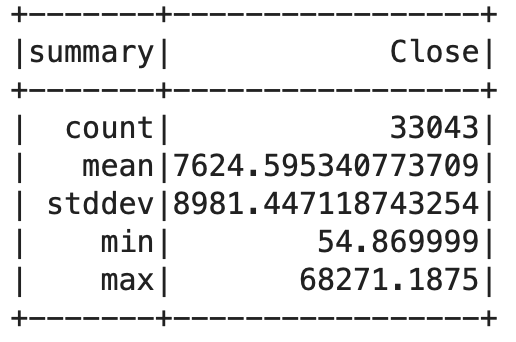 +-------+-----------------+
|summary|            Close|
+-------+-----------------+
|  count|            33043|
|   mean|7624.595340773709|
| stddev|8981.447118743254|
|    min|        54.869999|
|    max|       68271.1875|
+-------+-----------------+